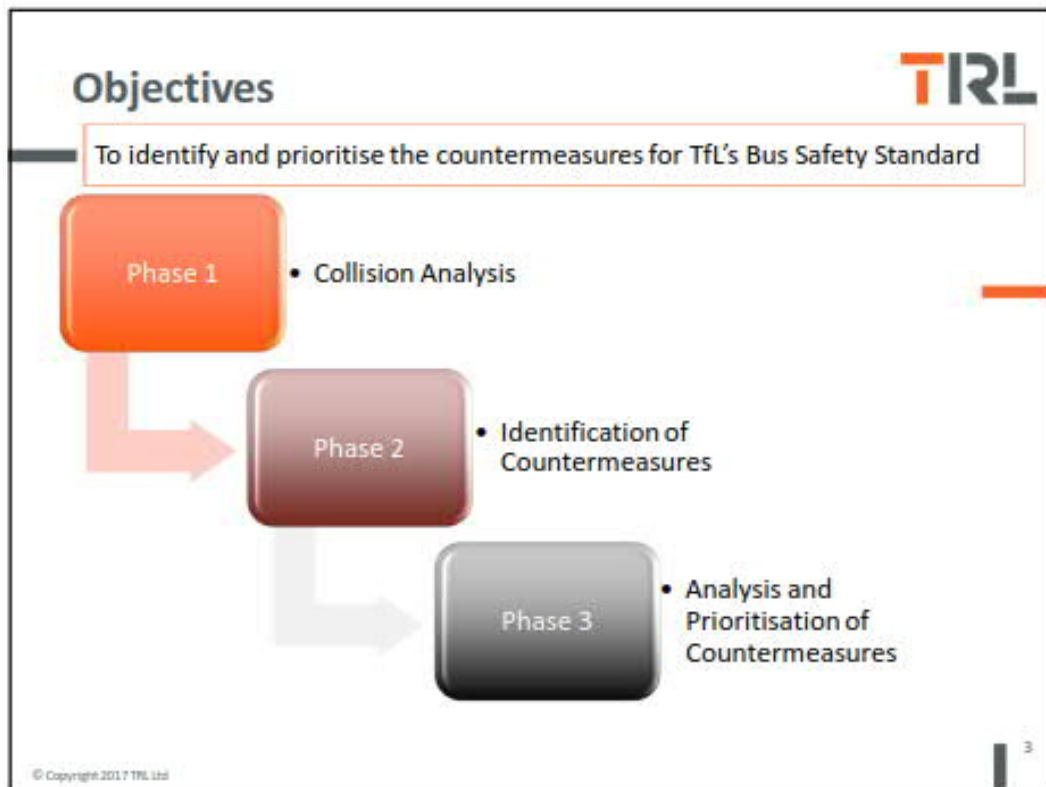 Objectives
TRL
To identify and prioritise the countermeasures for TfL's Bus Safety Standard
Phase 1
• Collision Analysis
Phase 2
• Identification of
Countermeasures
Phase 3
• Analysis and
Prioritisation of
Countermeasures
© Copyright 2017 TRL Ltd
3